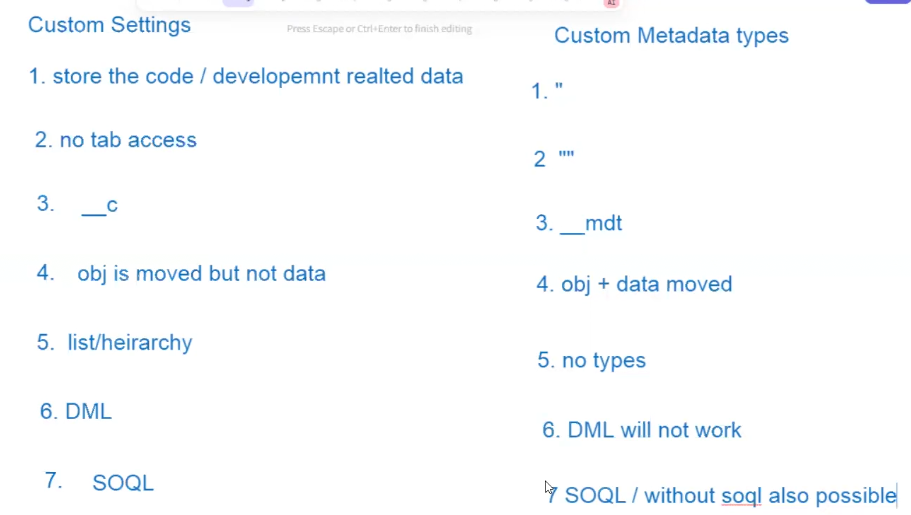 Custom Settings
Press Escape or Ctrl+Enter to finish editing
AI
1. store the code / developemnt realted data
2. no tab access
3. __c
4. obj is moved but not data
5. list/heirarchy
6. DML
7. SOQL
Custom Metadata types
1. "
2 ""
3. __mdt
4. obj + data moved
5. no types
6. DML will not work
7 SOQL / without soql also possible